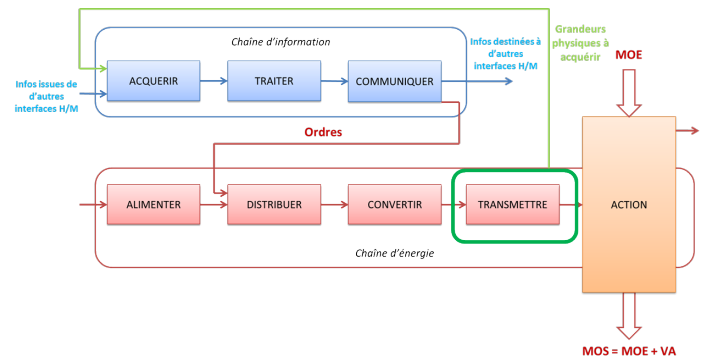 Grandeurs
physiques à
acquérir
Chaîne d'information
Infos destinées à
d'autres
interfaces H/M
MOE
Infos issues de
d'autres
interfaces H/M
ACQUERIR
TRAITER
COMMUNIQUER
Ordres
ALIMENTER
DISTRIBUER
CONVERTIR
TRANSMETTRE
ACTION
Chaîne d'énergie
MOS = MOE + VA